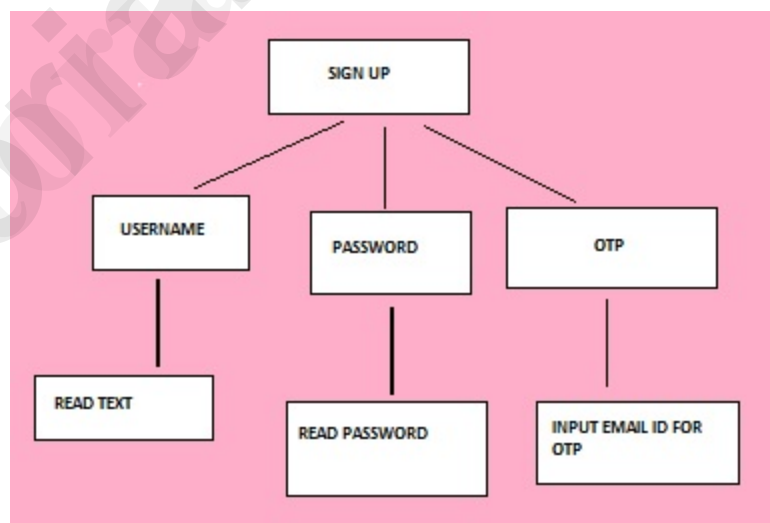 SIGN UP
USERNAME
PASSWORD
OTP
READ TEXT
READ PASSWORD
INPUT EMAIL ID FOR
OTP